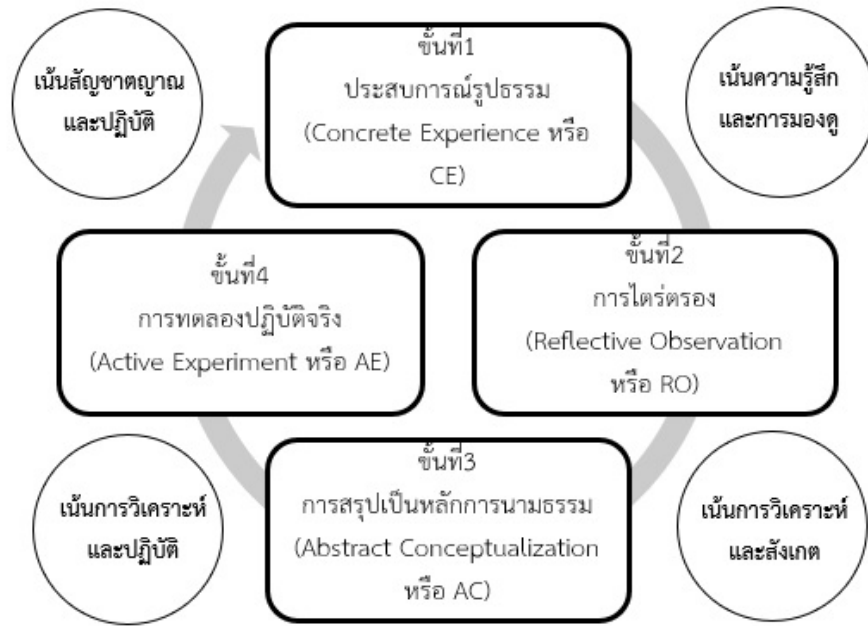 เน้นสัญชาตญาณ
และปฏิบัติ
ขั้นที่1
ประสบการณ์รูปธรรม
(Concrete Experience หรือ
CE)
เน้นความรู้สึก
และการมองดู
ขั้นที่4
การทดลองปฏิบัติจริง
(Active Experiment หรือ AE)
ขั้นที่2
การไตร่ตรอง
(Reflective Observation
หรือ RO)
เน้นการวิเคราะห์
และปฏิบัติ
ขั้นที่3
การสรุปเป็นหลักการนามธรรม
(Abstract Conceptualization
หรือ AC)
เน้นการวิเคราะห์
และสังเกต